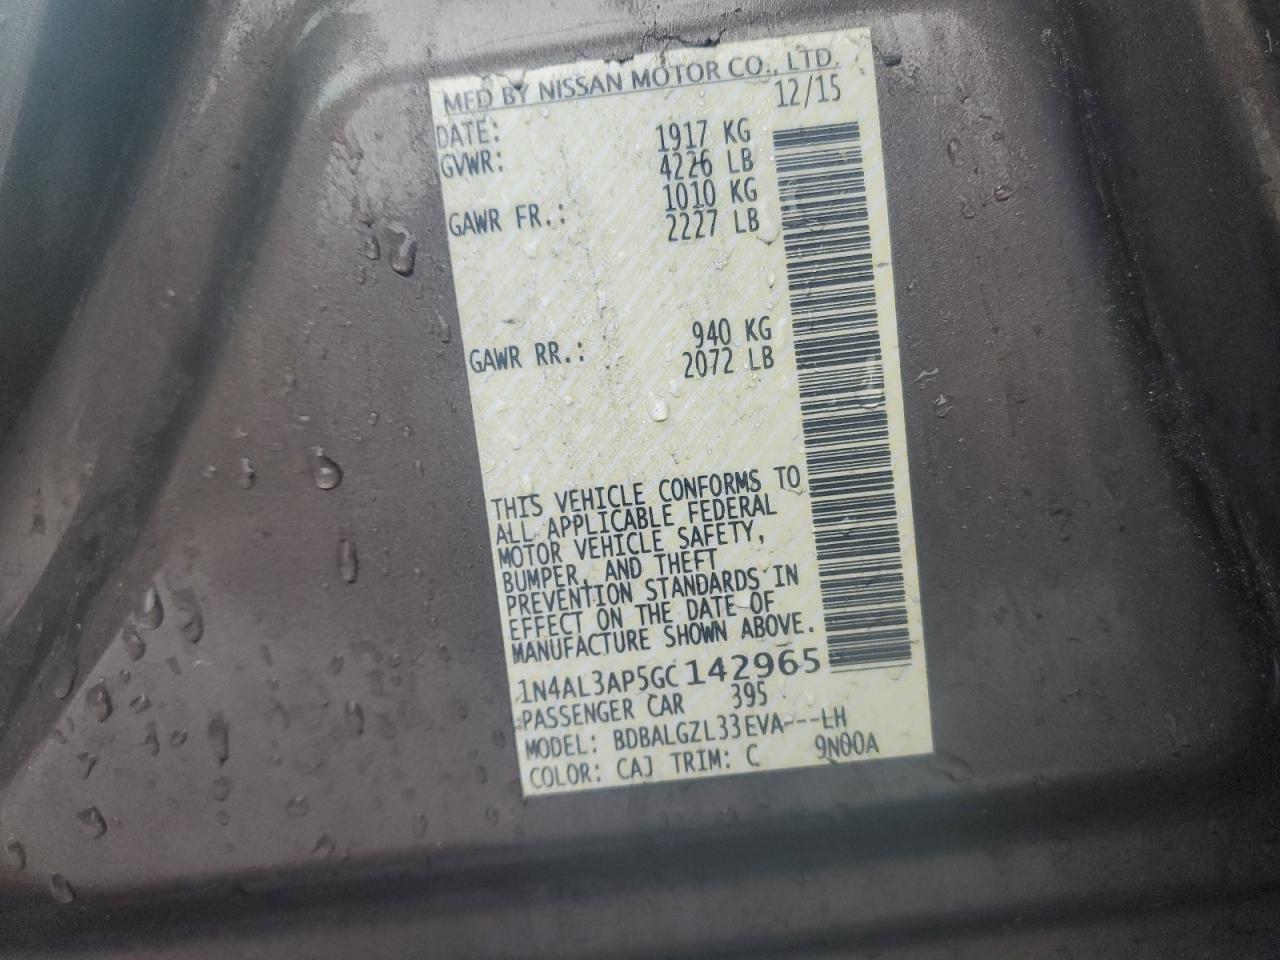 MFD BY NISSAN MOTOR CO., LTD.
DATE: 12/15
GVWR: 1917 KG
4226 LB
GAWR FR.: 1010 KG
2227 LB
GAWR RR.: 940 KG
2072 LB
THIS VEHICLE CONFORMS TO
ALL APPLICABLE FEDERAL
MOTOR VEHICLE SAFETY,
BUMPER, AND THEFT
PREVENTION STANDARDS IN
EFFECT ON THE DATE OF
MANUFACTURE SHOWN ABOVE.
1N4AL3AP5GC142965
PASSENGER CAR 395
MODEL: BDBALGZL33EVA---LH
COLOR: CAJ TRIM: C 9N00A